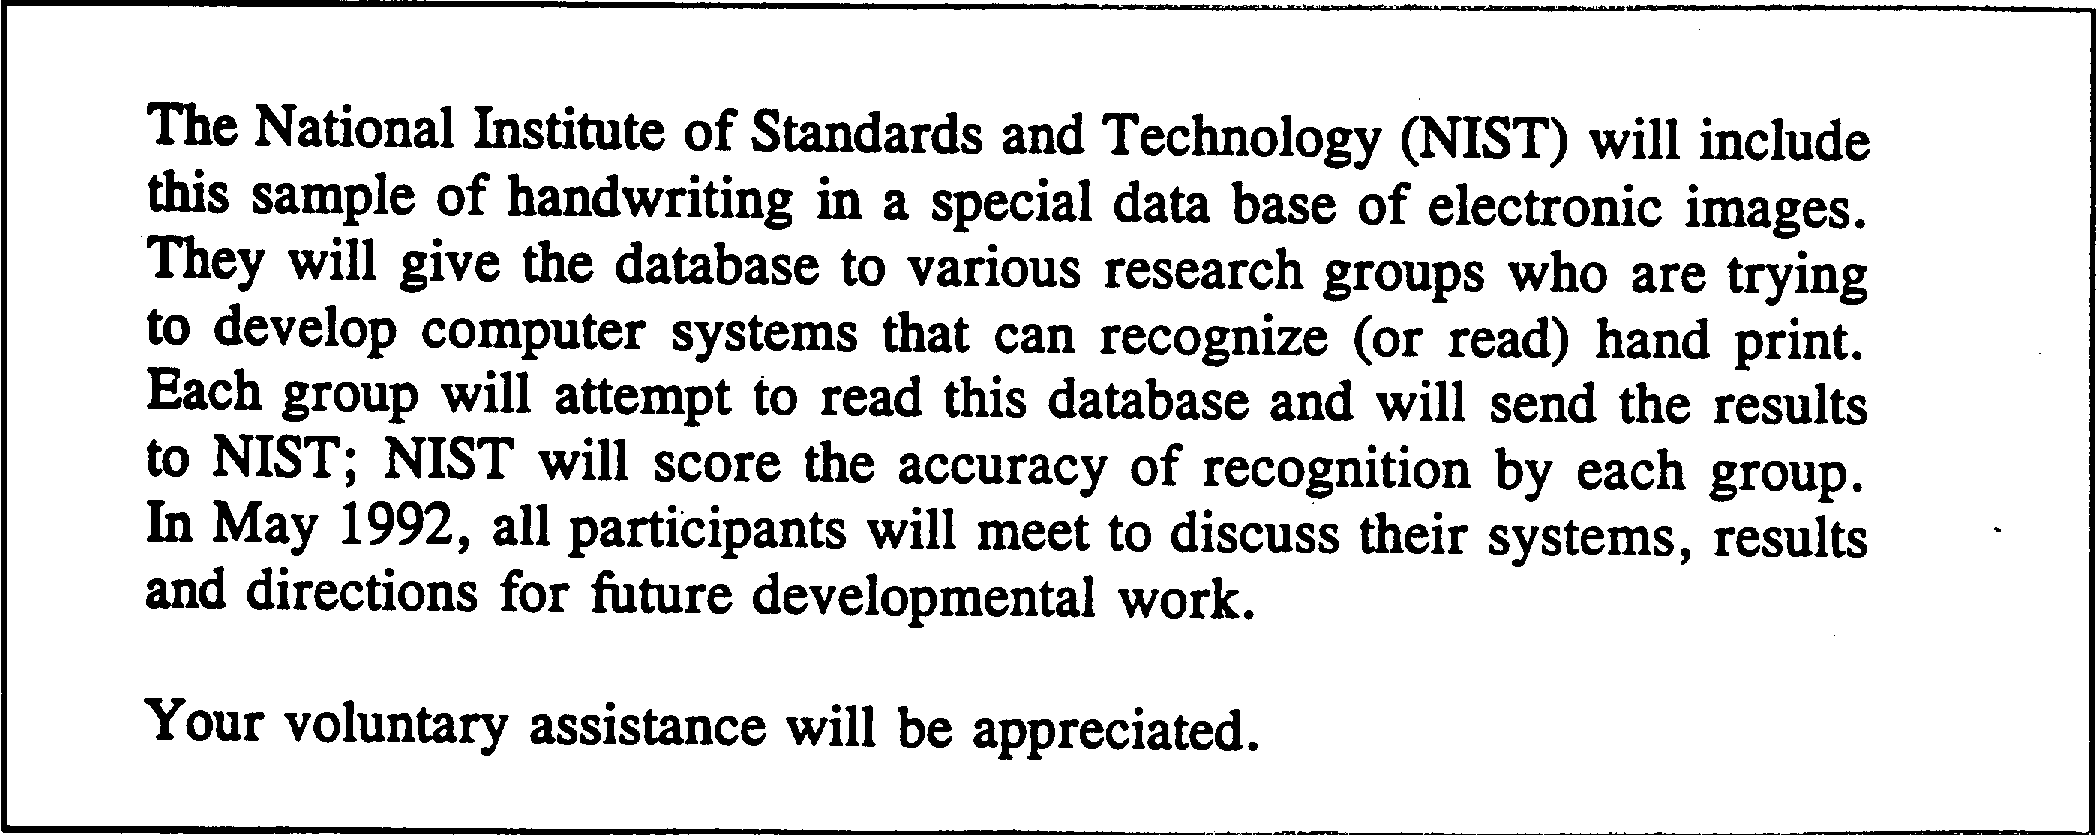 The National Institute of Standards and Technology (NIST) will include
this sample of handwriting in a special data base of electronic images.
They will give the database to various research groups who are trying
to develop computer systems that can recognize (or read) hand print.
Each group will attempt to read this database and will send the results
to NIST; NIST will score the accuracy of recognition by each group.
In May 1992, all participants will meet to discuss their systems, results
and directions for future developmental work.
Your voluntary assistance will be appreciated.